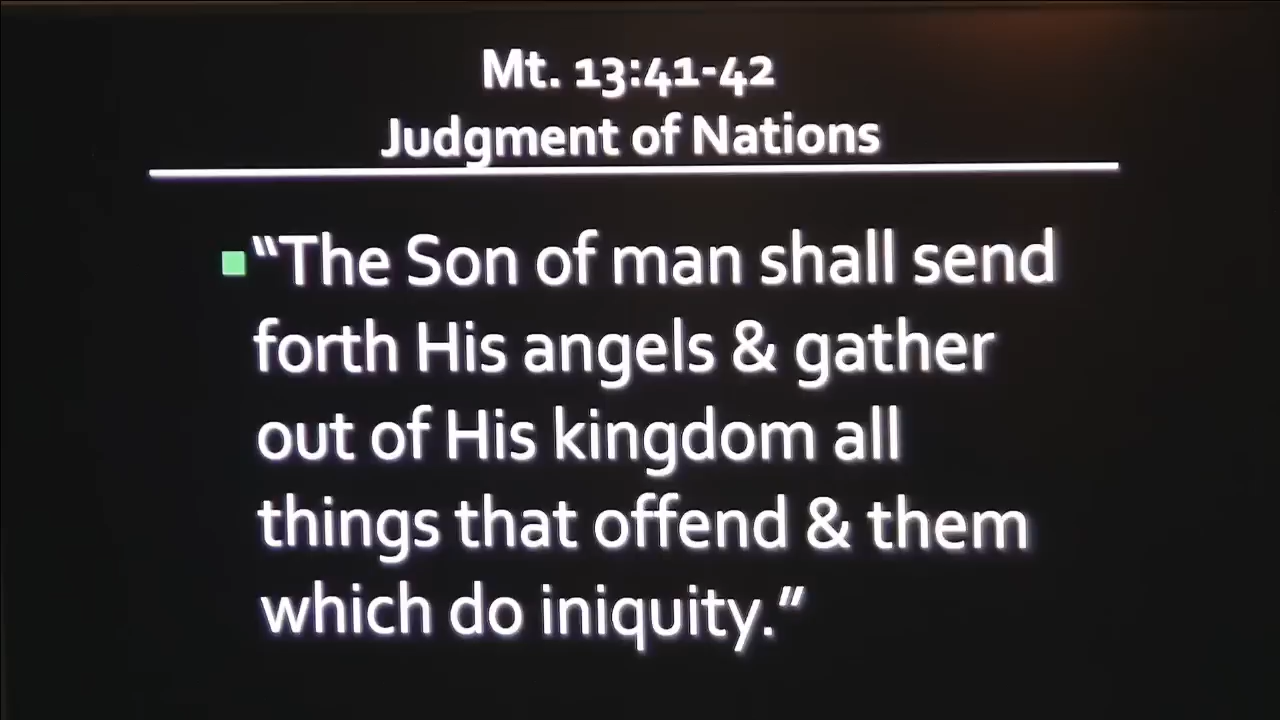 Mt. 13:41-42
Judgment of Nations
“The Son of man shall send
forth His angels & gather
out of His kingdom all
things that offend & them
which do iniquity.”